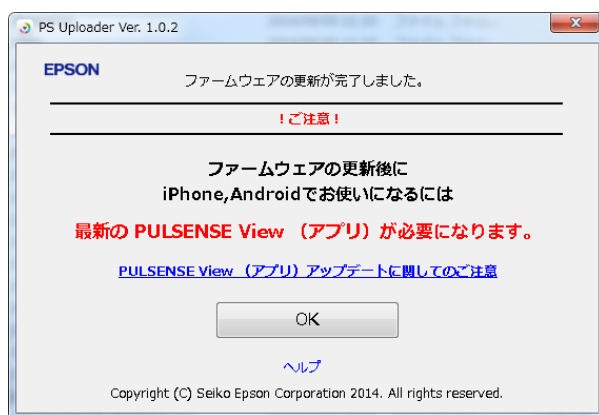 PS Uploader Ver. 1.0.2
EPSON
ファームウェアの更新が完了しました。
！ご注意！
ファームウェアの更新後に
iPhone,Androidでお使いになるには
最新の PULSENSE View （アプリ）が必要になります。
PULSENSE View （アプリ）アップデートに関してのご注意
OK
ヘルプ
Copyright (C) Seiko Epson Corporation 2014. All rights reserved.